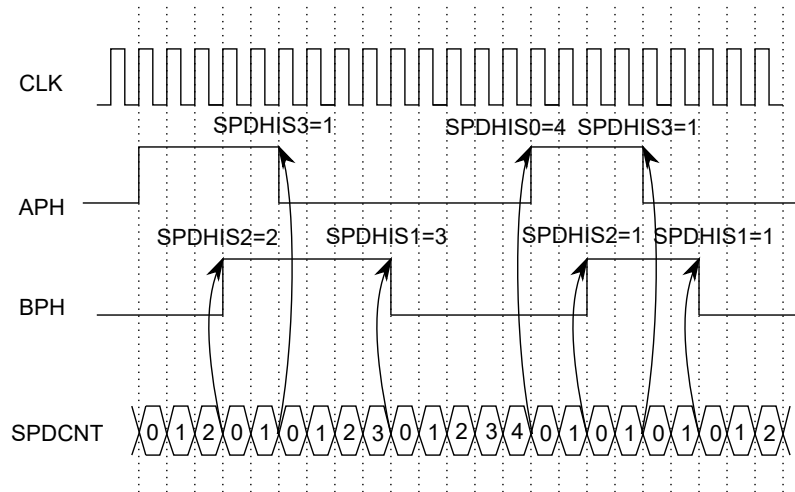 CLK
SPDHIS3=1 SPDHIS0=4 SPDHIS3=1
APH
SPDHIS2=2 SPDHIS1=3 SPDHIS2=1 SPDHIS1=1
BPH
SPDCNT 0 1 2 0 1 0 1 2 3 0 1 2 3 4 0 1 0 1 0 1 0 1 2